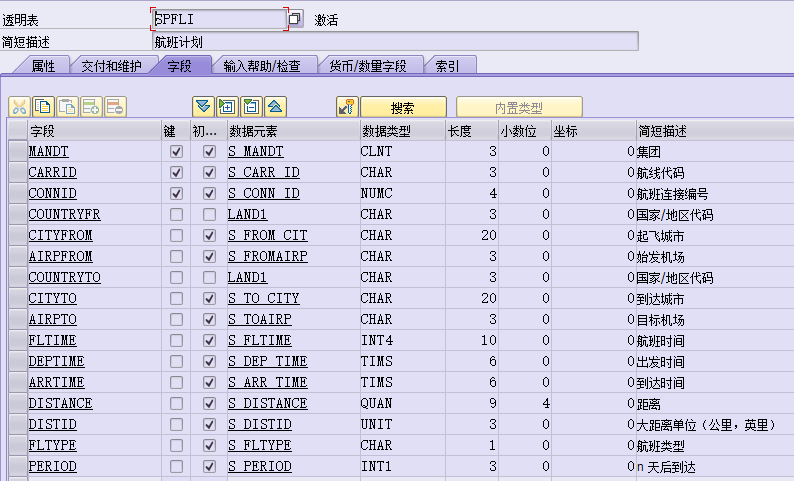 透明表 SPFLI 激活
简短描述 航班计划
属性 交付和维护 字段 输入帮助/检查 货币/数量字段 索引
搜索 内置类型
字段 键 初... 数据元素 数据类型 长度 小数位 坐标 简短描述
MANDT S_MANDT CLNT 3 0 0 集团
CARRID S_CARR_ID CHAR 3 0 0 航线代码
CONNID S_CONN_ID NUMC 4 0 0 航班连接编号
COUNTRYFR LAND1 CHAR 3 0 0 国家/地区代码
CITYFROM S_FROM_CIT CHAR 20 0 0 起飞城市
AIRPFROM S_FROMAIRP CHAR 3 0 0 始发机场
COUNTRYTO LAND1 CHAR 3 0 0 国家/地区代码
CITYTO S_TO_CITY CHAR 20 0 0 到达城市
AIRPTO S_TOAIRP CHAR 3 0 0 目标机场
FLTIME S_FLTIME INT4 10 0 0 航班时间
DEPTIME S_DEP_TIME TIMS 6 0 0 出发时间
ARRTIME S_ARR_TIME TIMS 6 0 0 到达时间
DISTANCE S_DISTANCE QUAN 9 4 0 距离
DISTID S_DISTID UNIT 3 0 0 大距离单位（公里，英里）
FLTYPE S_FLTYPE CHAR 1 0 0 航班类型
PERIOD S_PERIOD INT1 3 0 0 n 天后到达